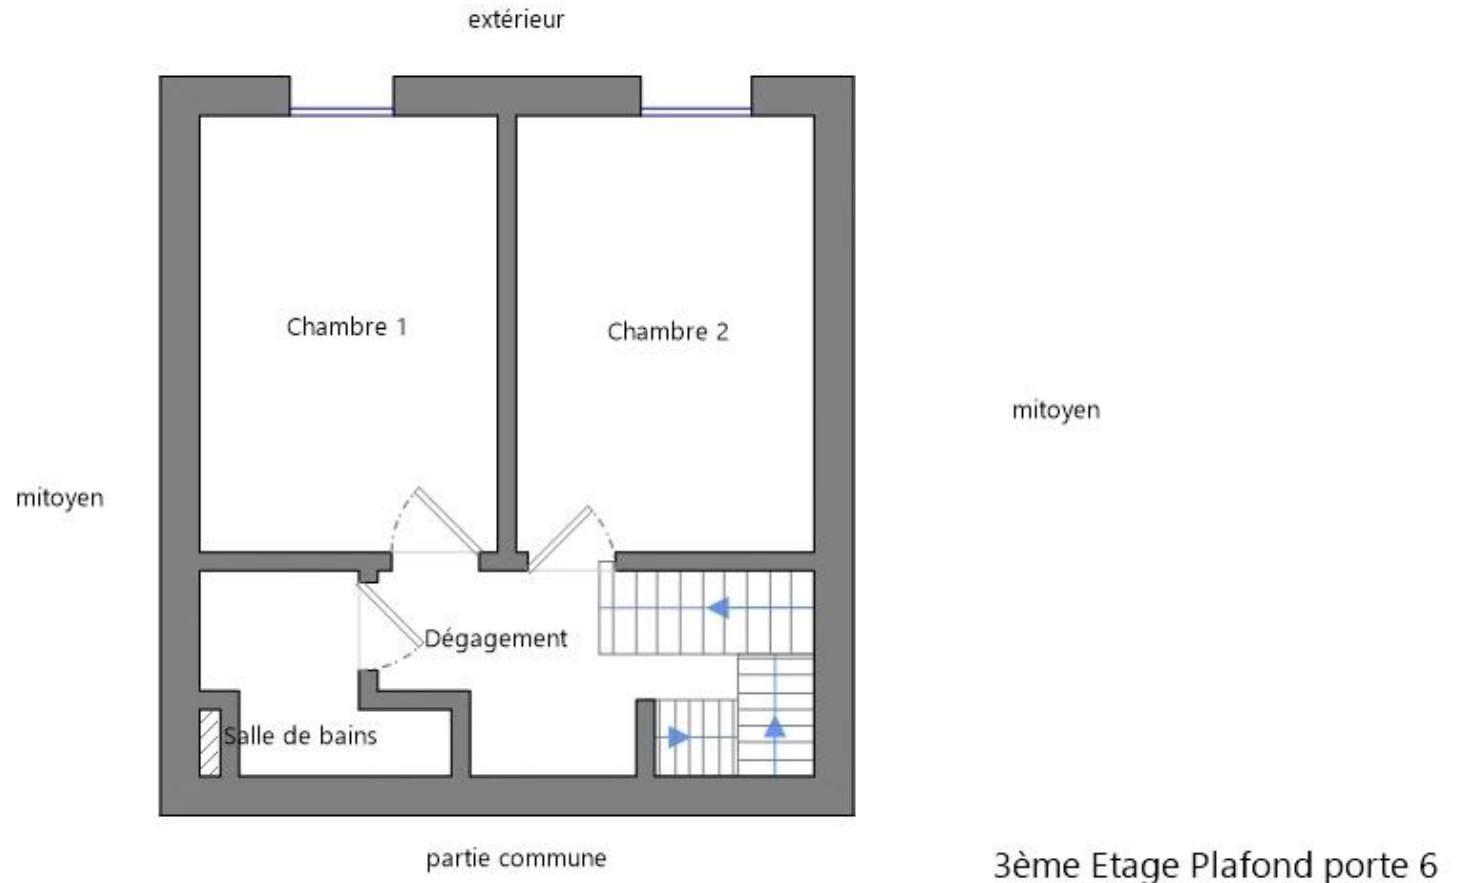 extérieur
Chambre 1
Chambre 2
mitoyen
mitoyen
Dégagement
Salle de bains
partie commune
3ème Etage Plafond porte 6